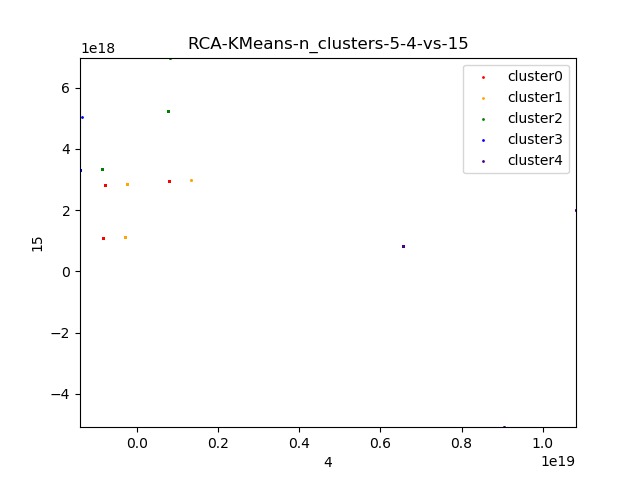 RCA-KMeans-n_clusters-5-4-vs-15
1e18
6
4
2
0
−2
−4
15
cluster0
cluster1
cluster2
cluster3
cluster4
0.0 0.2 0.4 0.6 0.8 1.0
4
1e19